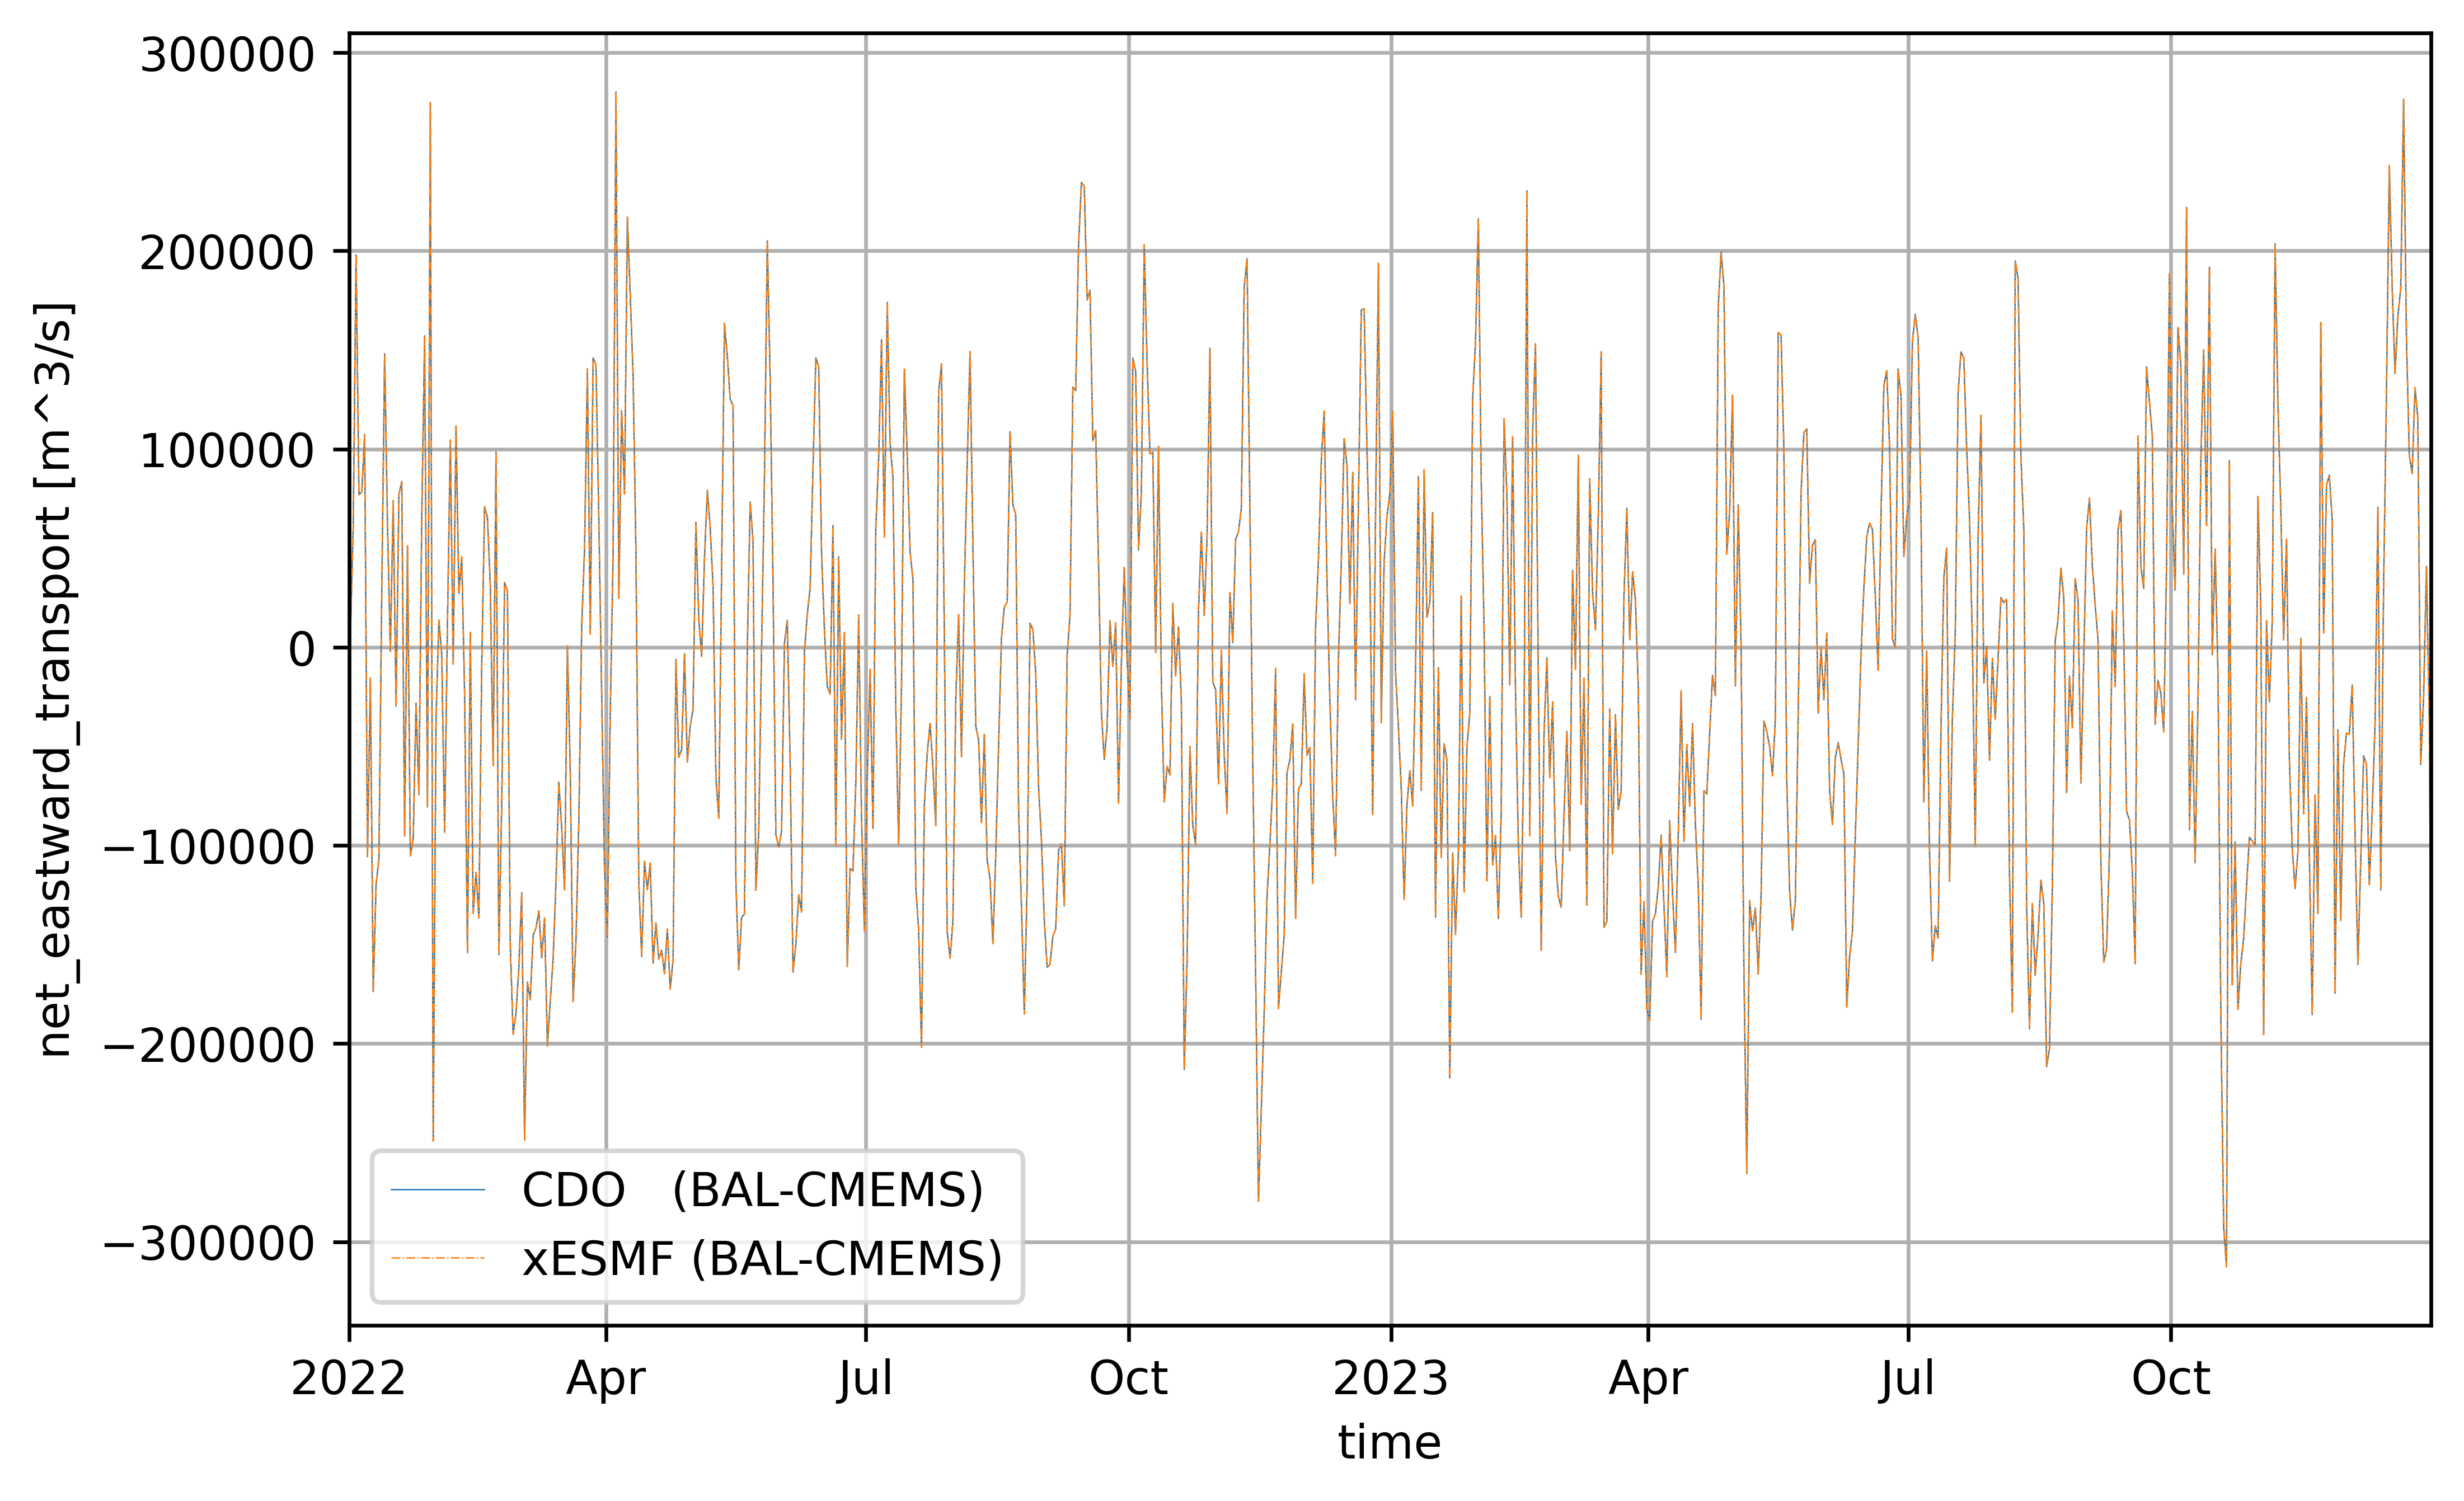 300000
200000
100000
0
−100000
−200000
−300000
net_eastward_transport [m^3/s]
CDO (BAL-CMEMS)
xESMF (BAL-CMEMS)
2022 Apr Jul Oct 2023 Apr Jul Oct
time